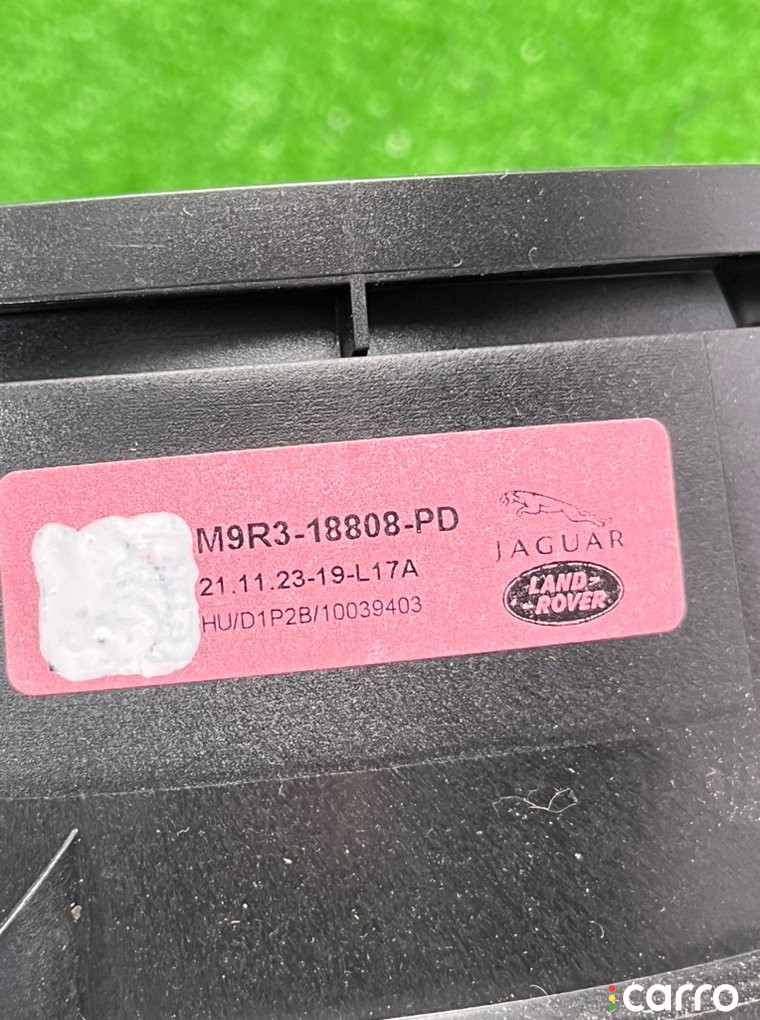 M9R3-18808-PD
21.11.23-19-L17A
HU/D1P2B/10039403
JAGUAR
LAND-
-ROVER
carro